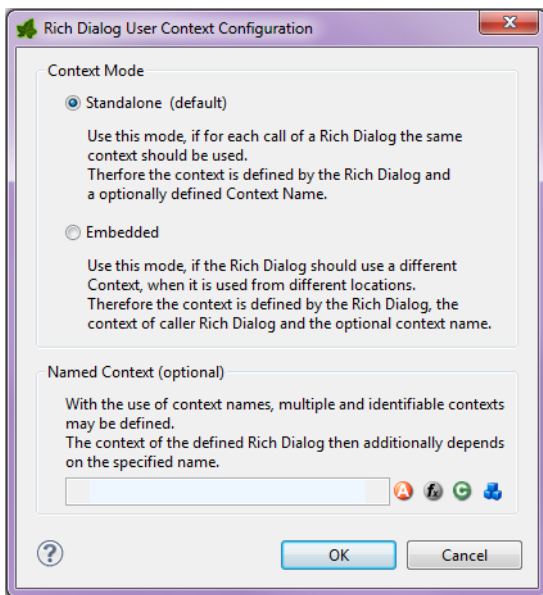 Rich Dialog User Context Configuration
Context Mode
Standalone (default)
Use this mode, if for each call of a Rich Dialog the same
context should be used.
Therfore the context is defined by the Rich Dialog and
a optionally defined Context Name.
Embedded
Use this mode, if the Rich Dialog should use a different
Context, when it is used from different locations.
Therefore the context is defined by the Rich Dialog, the
context of caller Rich Dialog and the optional context name.
Named Context (optional)
With the use of context names, multiple and identifiable contexts
may be defined.
The context of the defined Rich Dialog then additionally depends
on the specified name.
A fx C
? OK Cancel